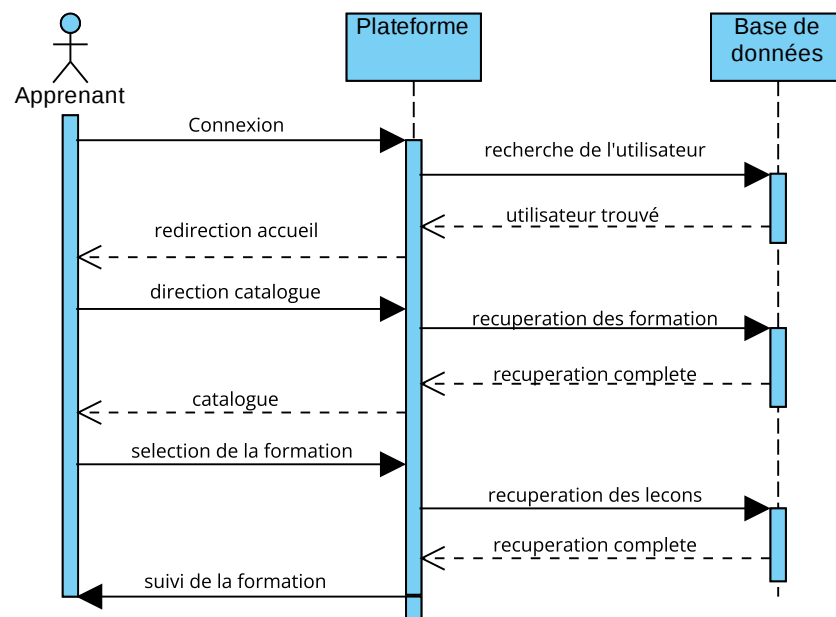 Plateforme
Base de
données
Apprenant
Connexion
recherche de l'utilisateur
utilisateur trouvé
redirection accueil
direction catalogue
recuperation des formation
recuperation complete
catalogue
selection de la formation
recuperation des lecons
recuperation complete
suivi de la formation